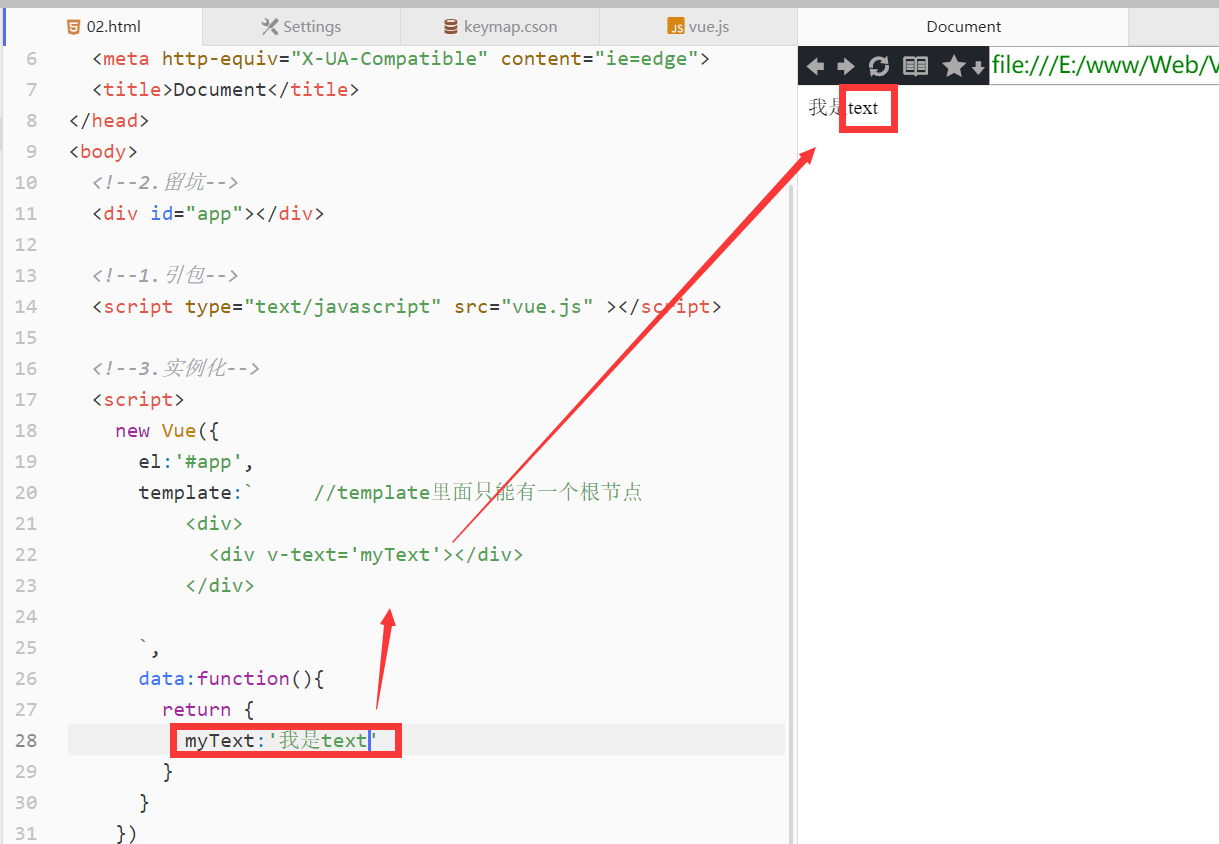 02.html
Settings
keymap.cson
vue.js
Document
6 <meta http-equiv="X-UA-Compatible" content="ie=edge">
7 <title>Document</title>
8 </head>
9 <body>
10 <!--2.留坑-->
11 <div id="app"></div>
12
13 <!--1.引包-->
14 <script type="text/javascript" src="vue.js" ></script>
15
16 <!--3.实例化-->
17 <script>
18 new Vue({
19 el:'#app',
20 template:` //template里面只能有一个根节点
21 <div>
22 <div v-text='myText'></div>
23 </div>
24
25 `,
26 data:function(){
27 return {
28 myText:'我是text'
29 }
30 }
31 })
file:///E:/www/Web/V
我是text